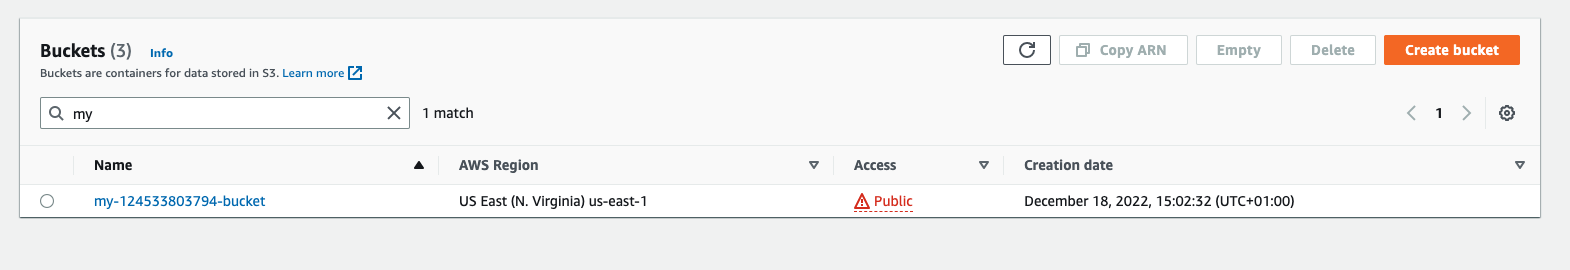 Buckets (3) Info
Buckets are containers for data stored in S3. Learn more
Copy ARN Empty Delete Create bucket
my 1 match 1
Name AWS Region Access Creation date
my-124533803794-bucket US East (N. Virginia) us-east-1 Public December 18, 2022, 15:02:32 (UTC+01:00)